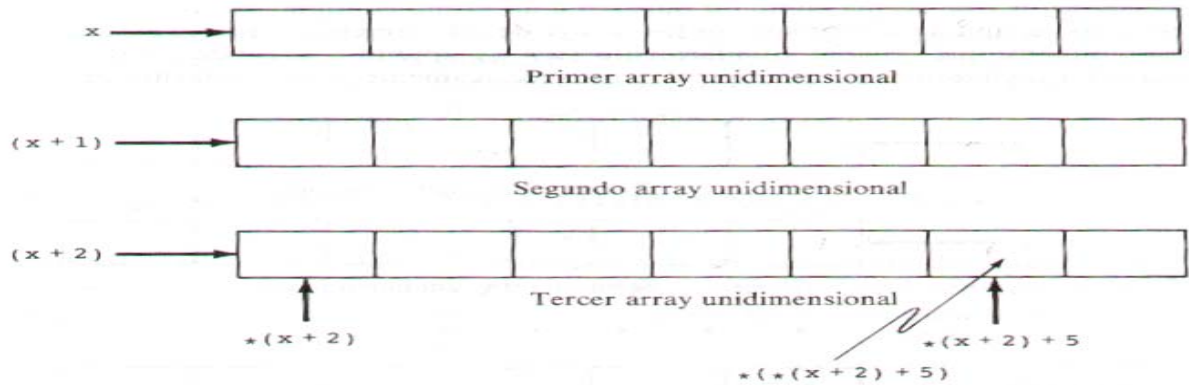 x
Primer array unidimensional
(x + 1)
Segundo array unidimensional
(x + 2)
Tercer array unidimensional
*(x + 2)
*(x + 2) + 5
*(*(x + 2) + 5)